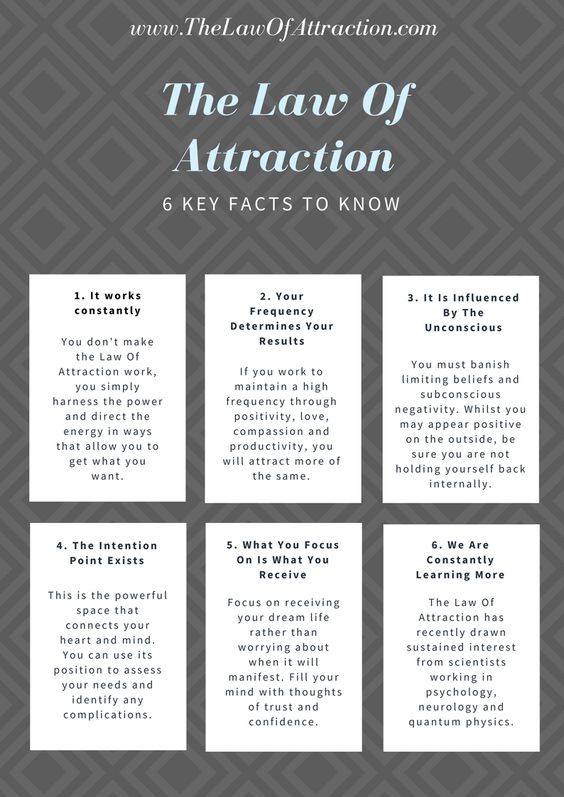 www.TheLawOfAttraction.com
The Law Of
Attraction
6 KEY FACTS TO KNOW
1. It works
constantly
You don't make
the Law Of
Attraction work,
you simply
harness the power
and direct the
energy in ways
that allow you to
get what you
want.
2. Your
Frequency
Determines Your
Results
If you work to
maintain a high
frequency through
positivity, love,
compassion and
productivity, you
will attract more of
the same.
3. It Is Influenced
By The
Unconscious
You must banish
limiting beliefs and
subconscious
negativity. Whilst you
may appear positive
on the outside, be
sure you are not
holding yourself back
internally.
4. The Intention
Point Exists
This is the powerful
space that
connects your
heart and mind.
You can use its
position to assess
your needs and
identify any
complications.
5. What You Focus
On Is What You
Receive
Focus on receiving
your dream life
rather than
worrying about
when it will
manifest. Fill your
mind with thoughts
of trust and
confidence.
6. We Are
Constantly
Learning More
The Law Of
Attraction has
recently drawn
sustained interest
from scientists
working in
psychology,
neurology and
quantum physics.